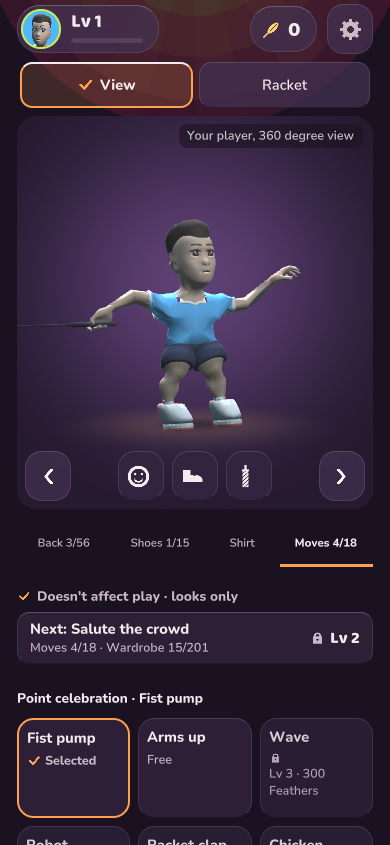 Lv 1
0
View
Racket
Your player, 360 degree view
Back 3/56
Shoes 1/15
Shirt
Moves 4/18
Doesn't affect play · looks only
Next: Salute the crowd
Moves 4/18 · Wardrobe 15/201
Lv 2
Point celebration · Fist pump
Fist pump
Selected
Arms up
Free
Wave
Lv 3 · 300
Feathers
Robot
Racket clap
Chicken